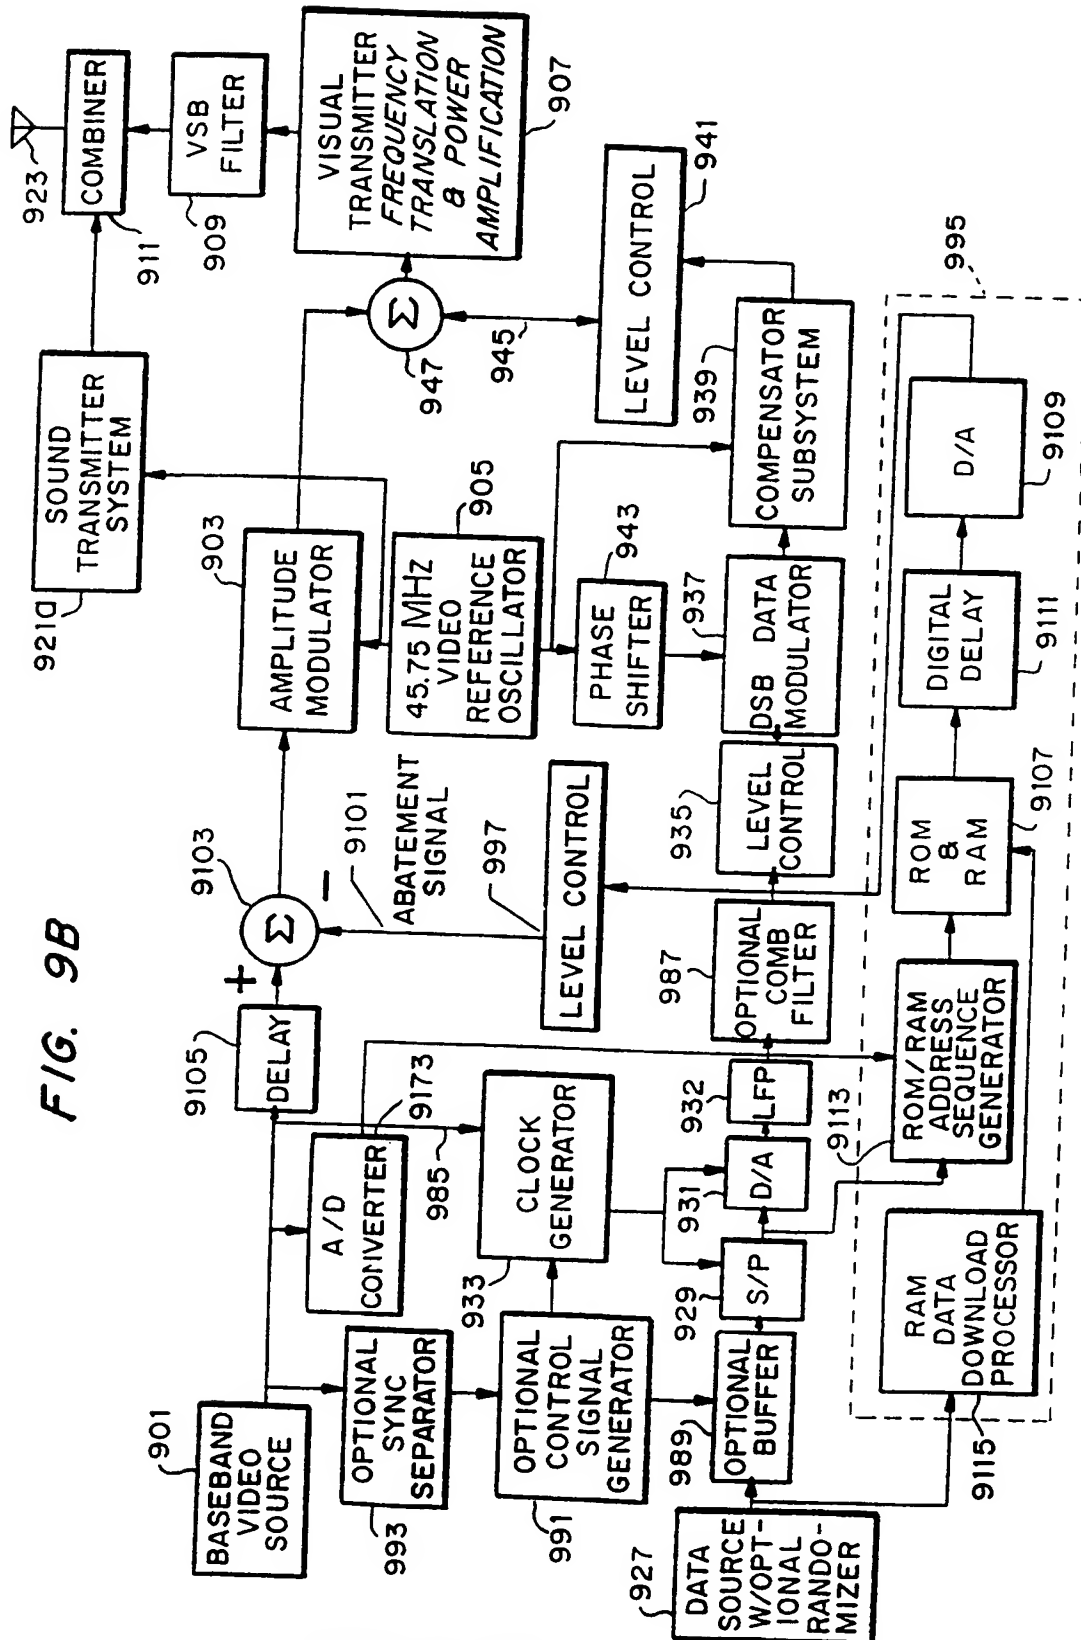 FIG. 9B
901
BASEBAND
VIDEO
SOURCE
9105
DELAY
+
9103
Σ
−
903
AMPLITUDE
MODULATOR
921a
SOUND
TRANSMITTER
SYSTEM
923
COMBINER
911
VSB
FILTER
909
VISUAL
TRANSMITTER
FREQUENCY
TRANSLATION
& POWER
AMPLIFICATION
907
Σ
947
945
LEVEL CONTROL
941
45.75 MHZ
VIDEO
REFERENCE
OSCILLATOR
905
9101
ABATEMENT
SIGNAL
997
LEVEL CONTROL
A/D
CONVERTER
9173
985
OPTIONAL
SYNC
SEPARATOR
993
OPTIONAL
CONTROL
SIGNAL
GENERATOR
991
CLOCK
GENERATOR
933
PHASE
SHIFTER
943
927
DATA
SOURCE
W/OPT-
IONAL
RANDO-
MIZER
989
OPTIONAL
BUFFER
929
S/P
931
D/A
932
LFP
987
OPTIONAL
COMB
FILTER
935
LEVEL
CONTROL
937
DSB DATA
MODULATOR
939
COMPENSATOR
SUBSYSTEM
995
9115
RAM
DATA
DOWNLOAD
PROCESSOR
9113
ROM/RAM
ADDRESS
SEQUENCE
GENERATOR
ROM
&
RAM
9107
DIGITAL
DELAY
9111
D/A
9109